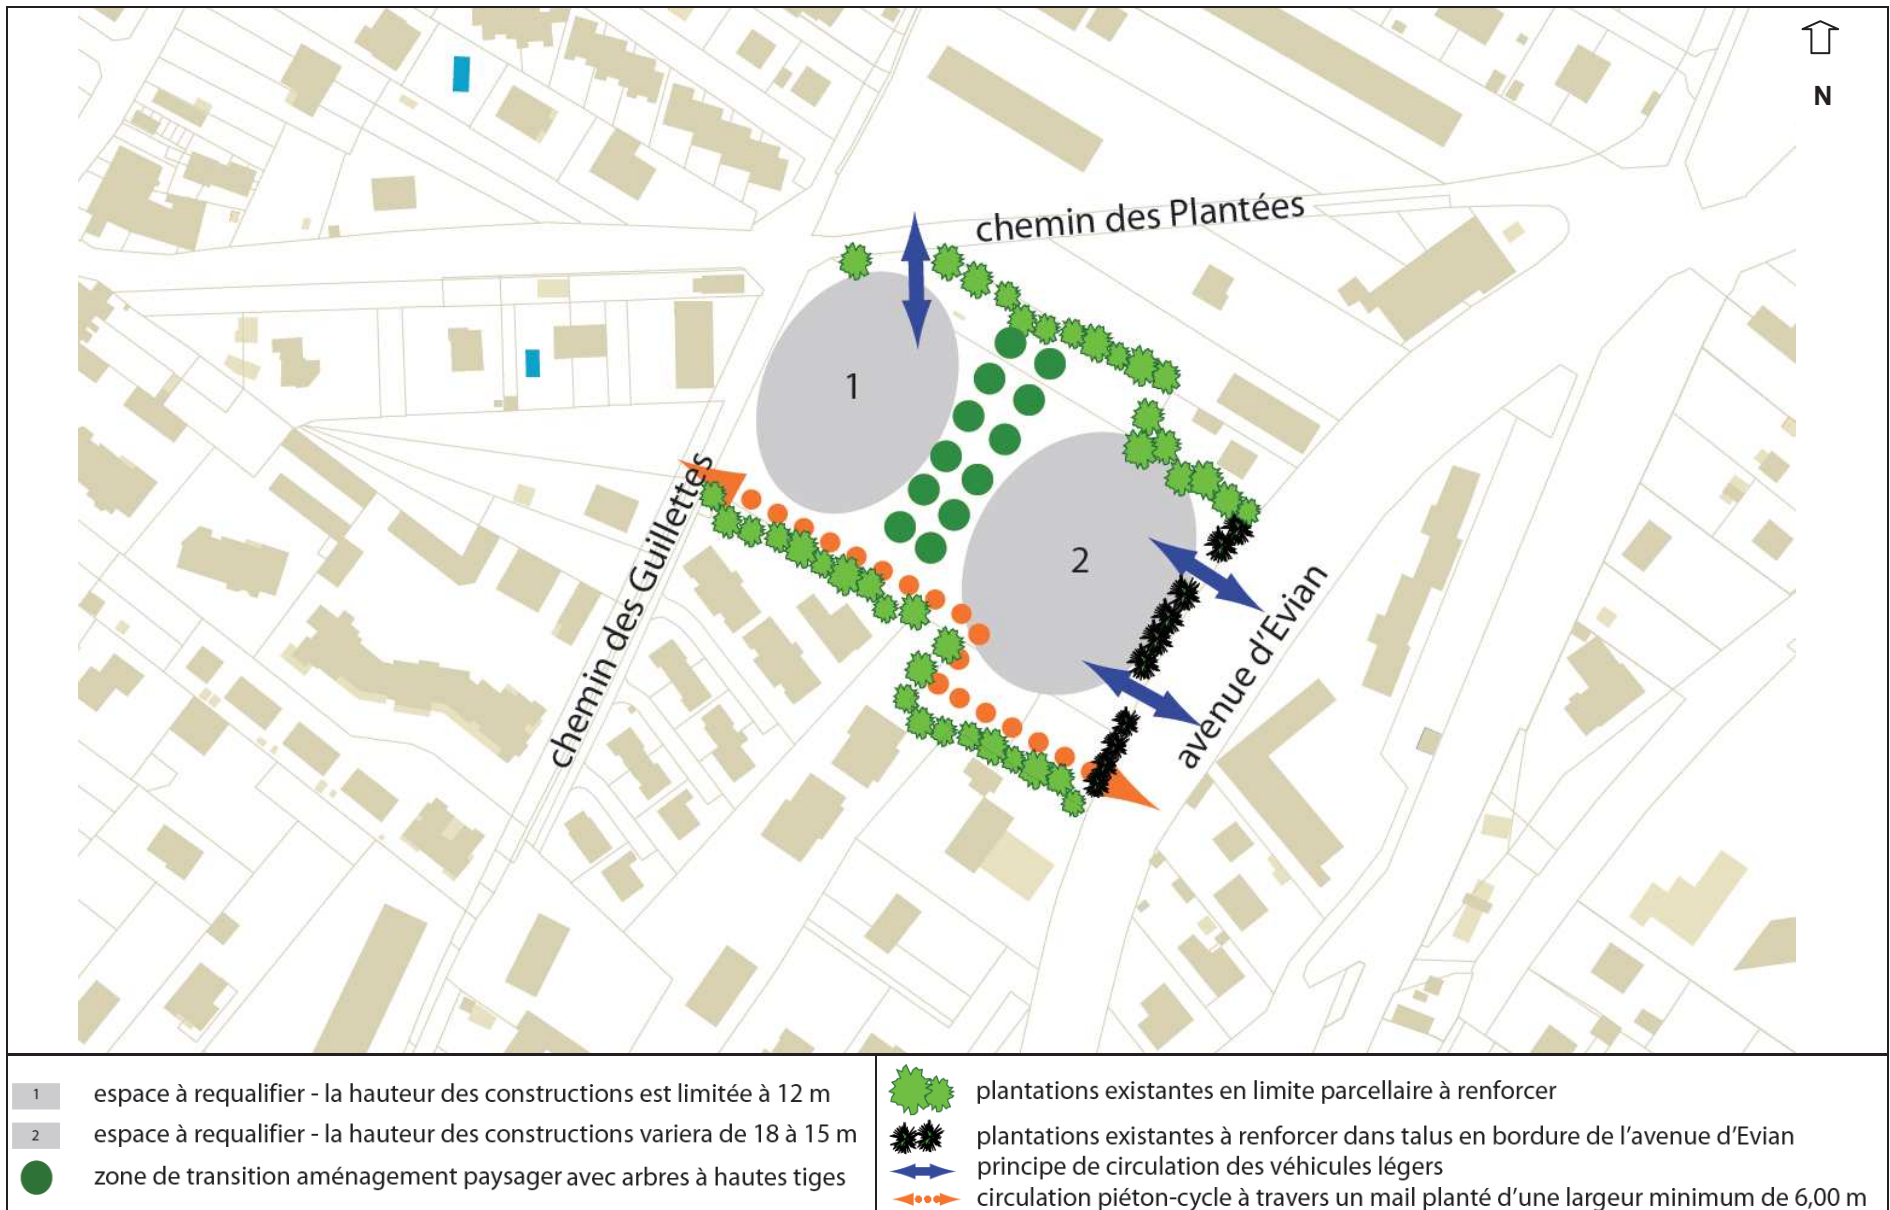 N
chemin des Plantées
1
chemin des Guillettes
2
avenue d'Evian
1 espace à requalifier - la hauteur des constructions est limitée à 12 m
2 espace à requalifier - la hauteur des constructions variera de 18 à 15 m
zone de transition aménagement paysager avec arbres à hautes tiges
plantations existantes en limite parcellaire à renforcer
plantations existantes à renforcer dans talus en bordure de l'avenue d'Evian
principe de circulation des véhicules légers
circulation piéton-cycle à travers un mail planté d'une largeur minimum de 6,00 m